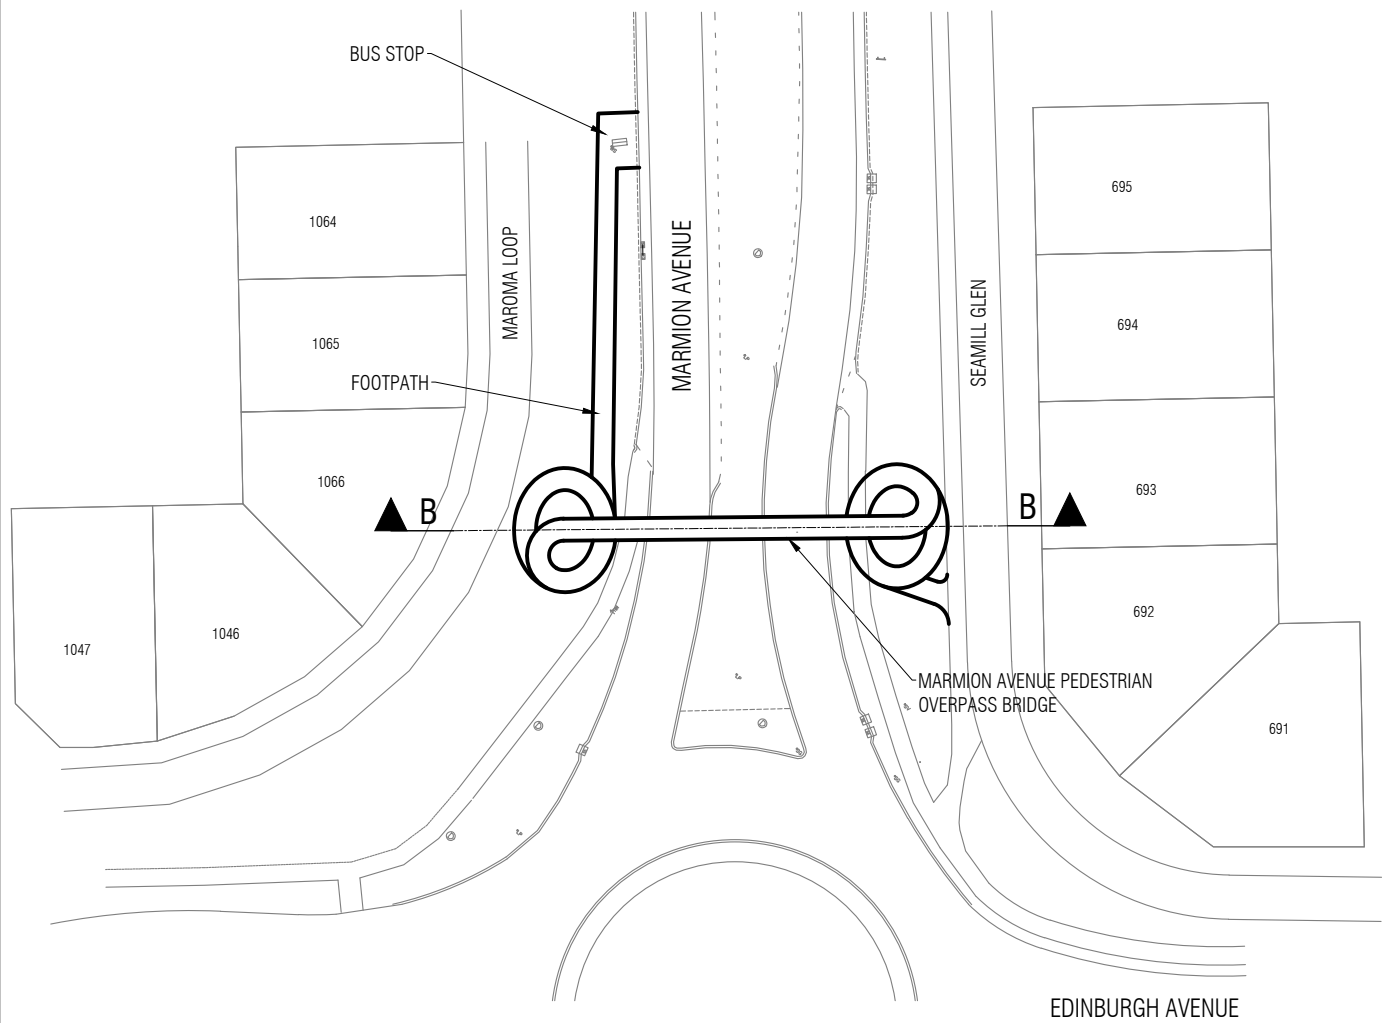 BUS STOP
695
1064
MAROMA LOOP
MARMION AVENUE
SEAMILL GLEN
694
1065
FOOTPATH
1066
693
B
B
692
1046
1047
MARMION AVENUE PEDESTRIAN
OVERPASS BRIDGE
691
EDINBURGH AVENUE